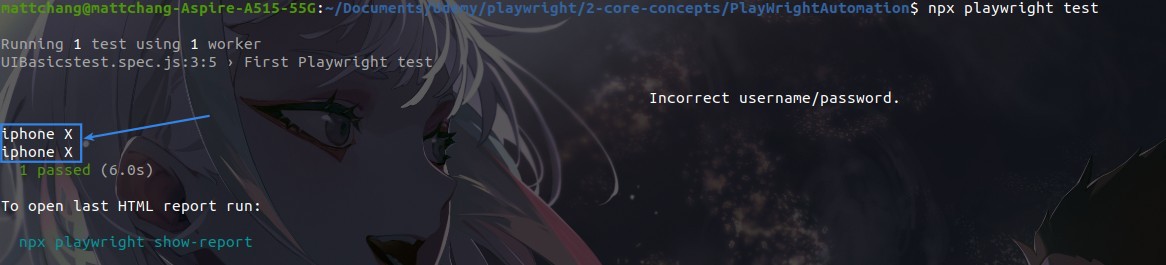 mattchang@mattchang-Aspire-A515-55G:~/Documents/udemy/playwright/2-core-concepts/PlayWrightAutomation$ npx playwright test
Running 1 test using 1 worker
UIBasicstest.spec.js:3:5 › First Playwright test
Incorrect username/password.
iphone X
iphone X
1 passed (6.0s)
To open last HTML report run:
npx playwright show-report